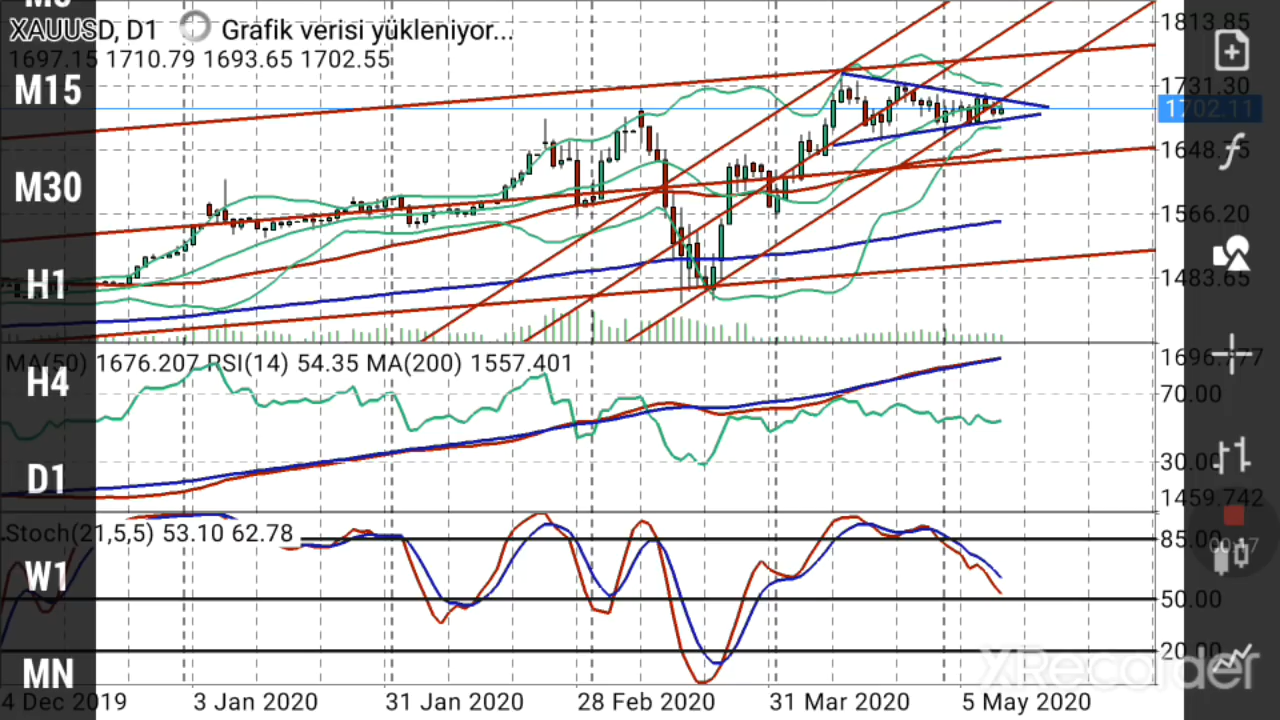 M5
XAUUSD, D1 Grafik verisi yükleniyor...
1697.15 1710.79 1693.65 1702.55
M15
M30
H1
H4
D1
W1
MN
1813.85
1731.30
1702.11
1648.75
1566.20
1483.65
MA(50) 1676.207 RSI(14) 54.35 MA(200) 1557.401
70.00
30.00
1459.742
Stoch(21,5,5) 53.10 62.78
85.00
50.00
20.00
00:17
XRecorder
4 Dec 2019 3 Jan 2020 31 Jan 2020 28 Feb 2020 31 Mar 2020 5 May 2020